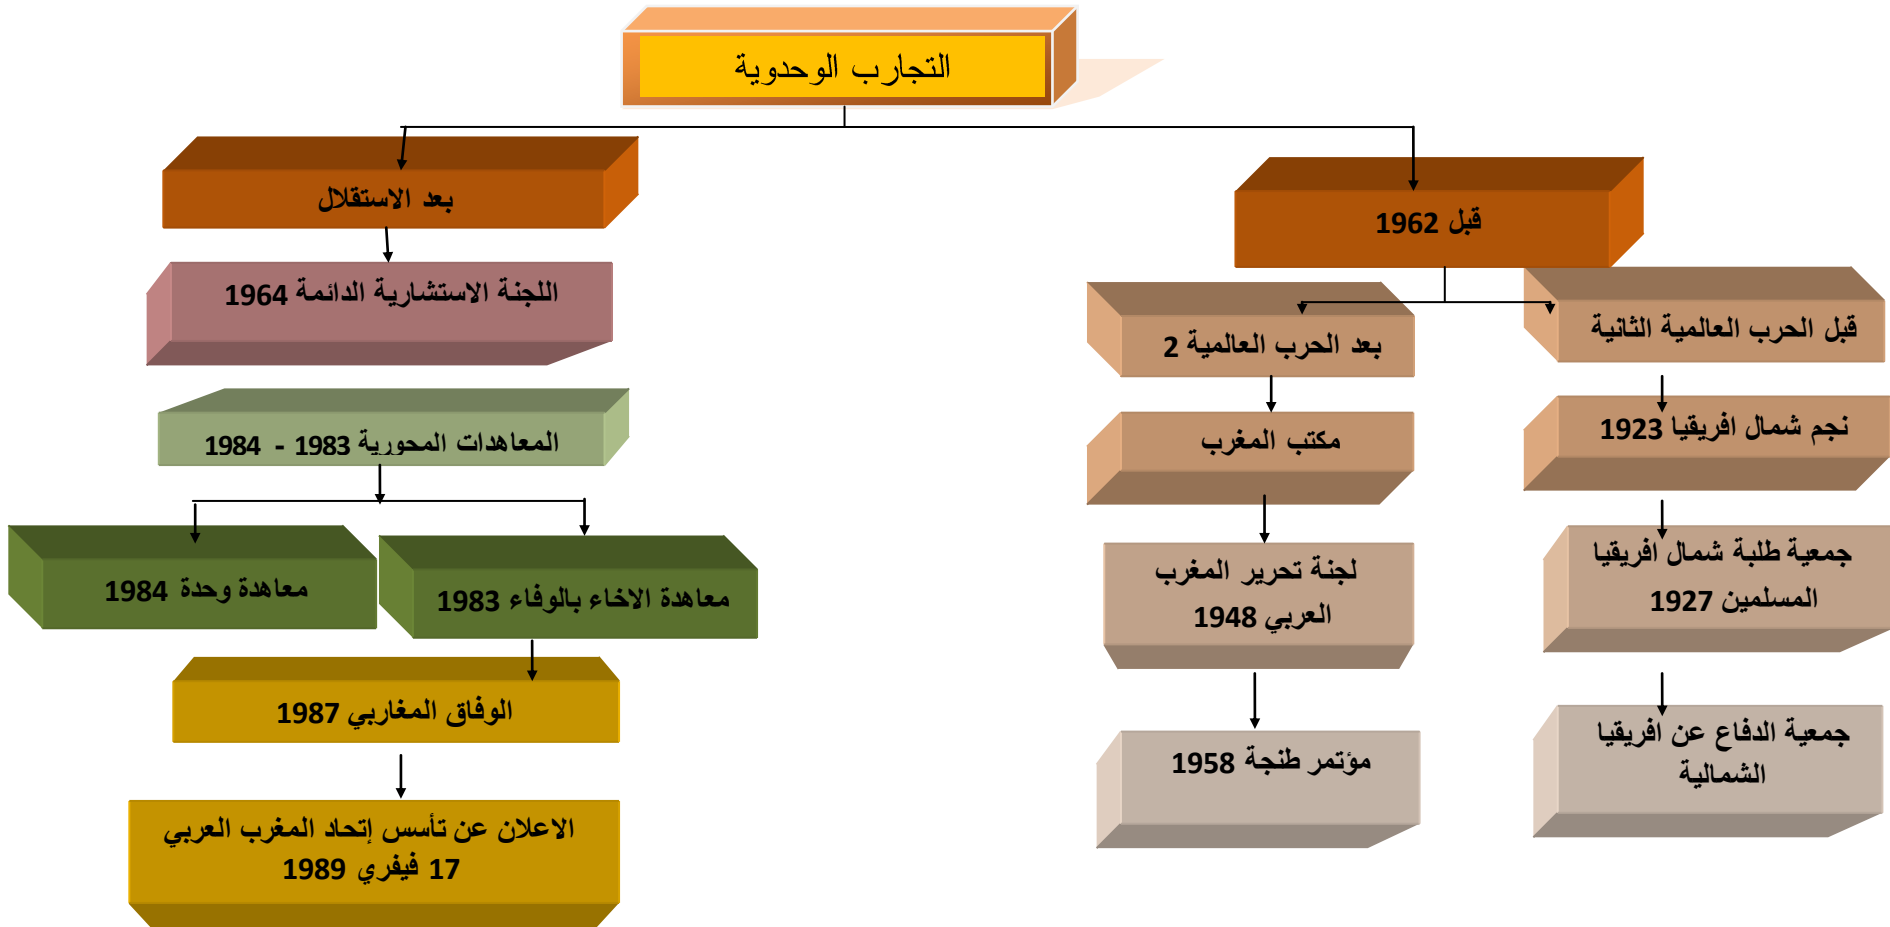 التجارب الوحدوية
قبل 1962
قبل الحرب العالمية الثانية
نجم شمال افريقيا 1923
جمعية طلبة شمال افريقيا
المسلمين 1927
جمعية الدفاع عن افريقيا
الشمالية
بعد الحرب العالمية 2
مكتب المغرب
لجنة تحرير المغرب
العربي 1948
مؤتمر طنجة 1958
بعد الاستقلال
اللجنة الاستشارية الدائمة 1964
المعاهدات المحورية 1983 - 1984
معاهدة الاخاء بالوفاء 1983
معاهدة وحدة 1984
الوفاق المغاربي 1987
الاعلان عن تأسس إتحاد المغرب العربي
17 فيفري 1989